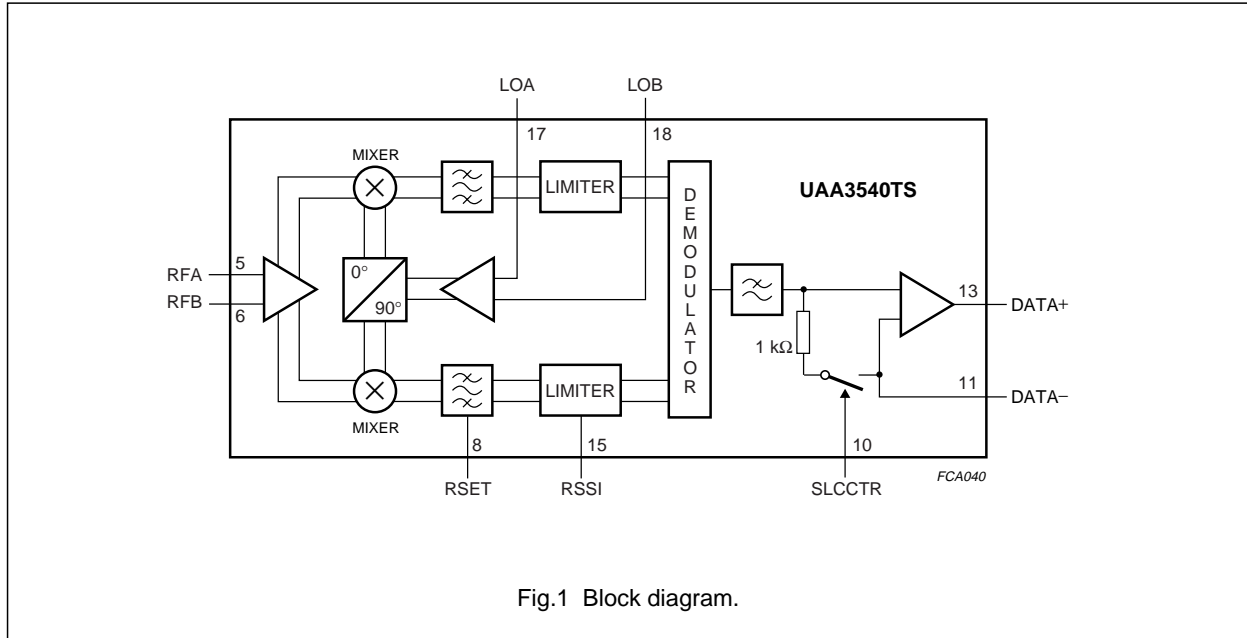 LOA LOB
17 18
MIXER
LIMITER
DEMODULATOR
UAA3540TS
0°
90°
RFA 5
RFB 6
13 DATA+
1 kΩ
11 DATA−
LIMITER
MIXER
8 15 10
RSET RSSI SLCCTR
FCA040
Fig.1 Block diagram.